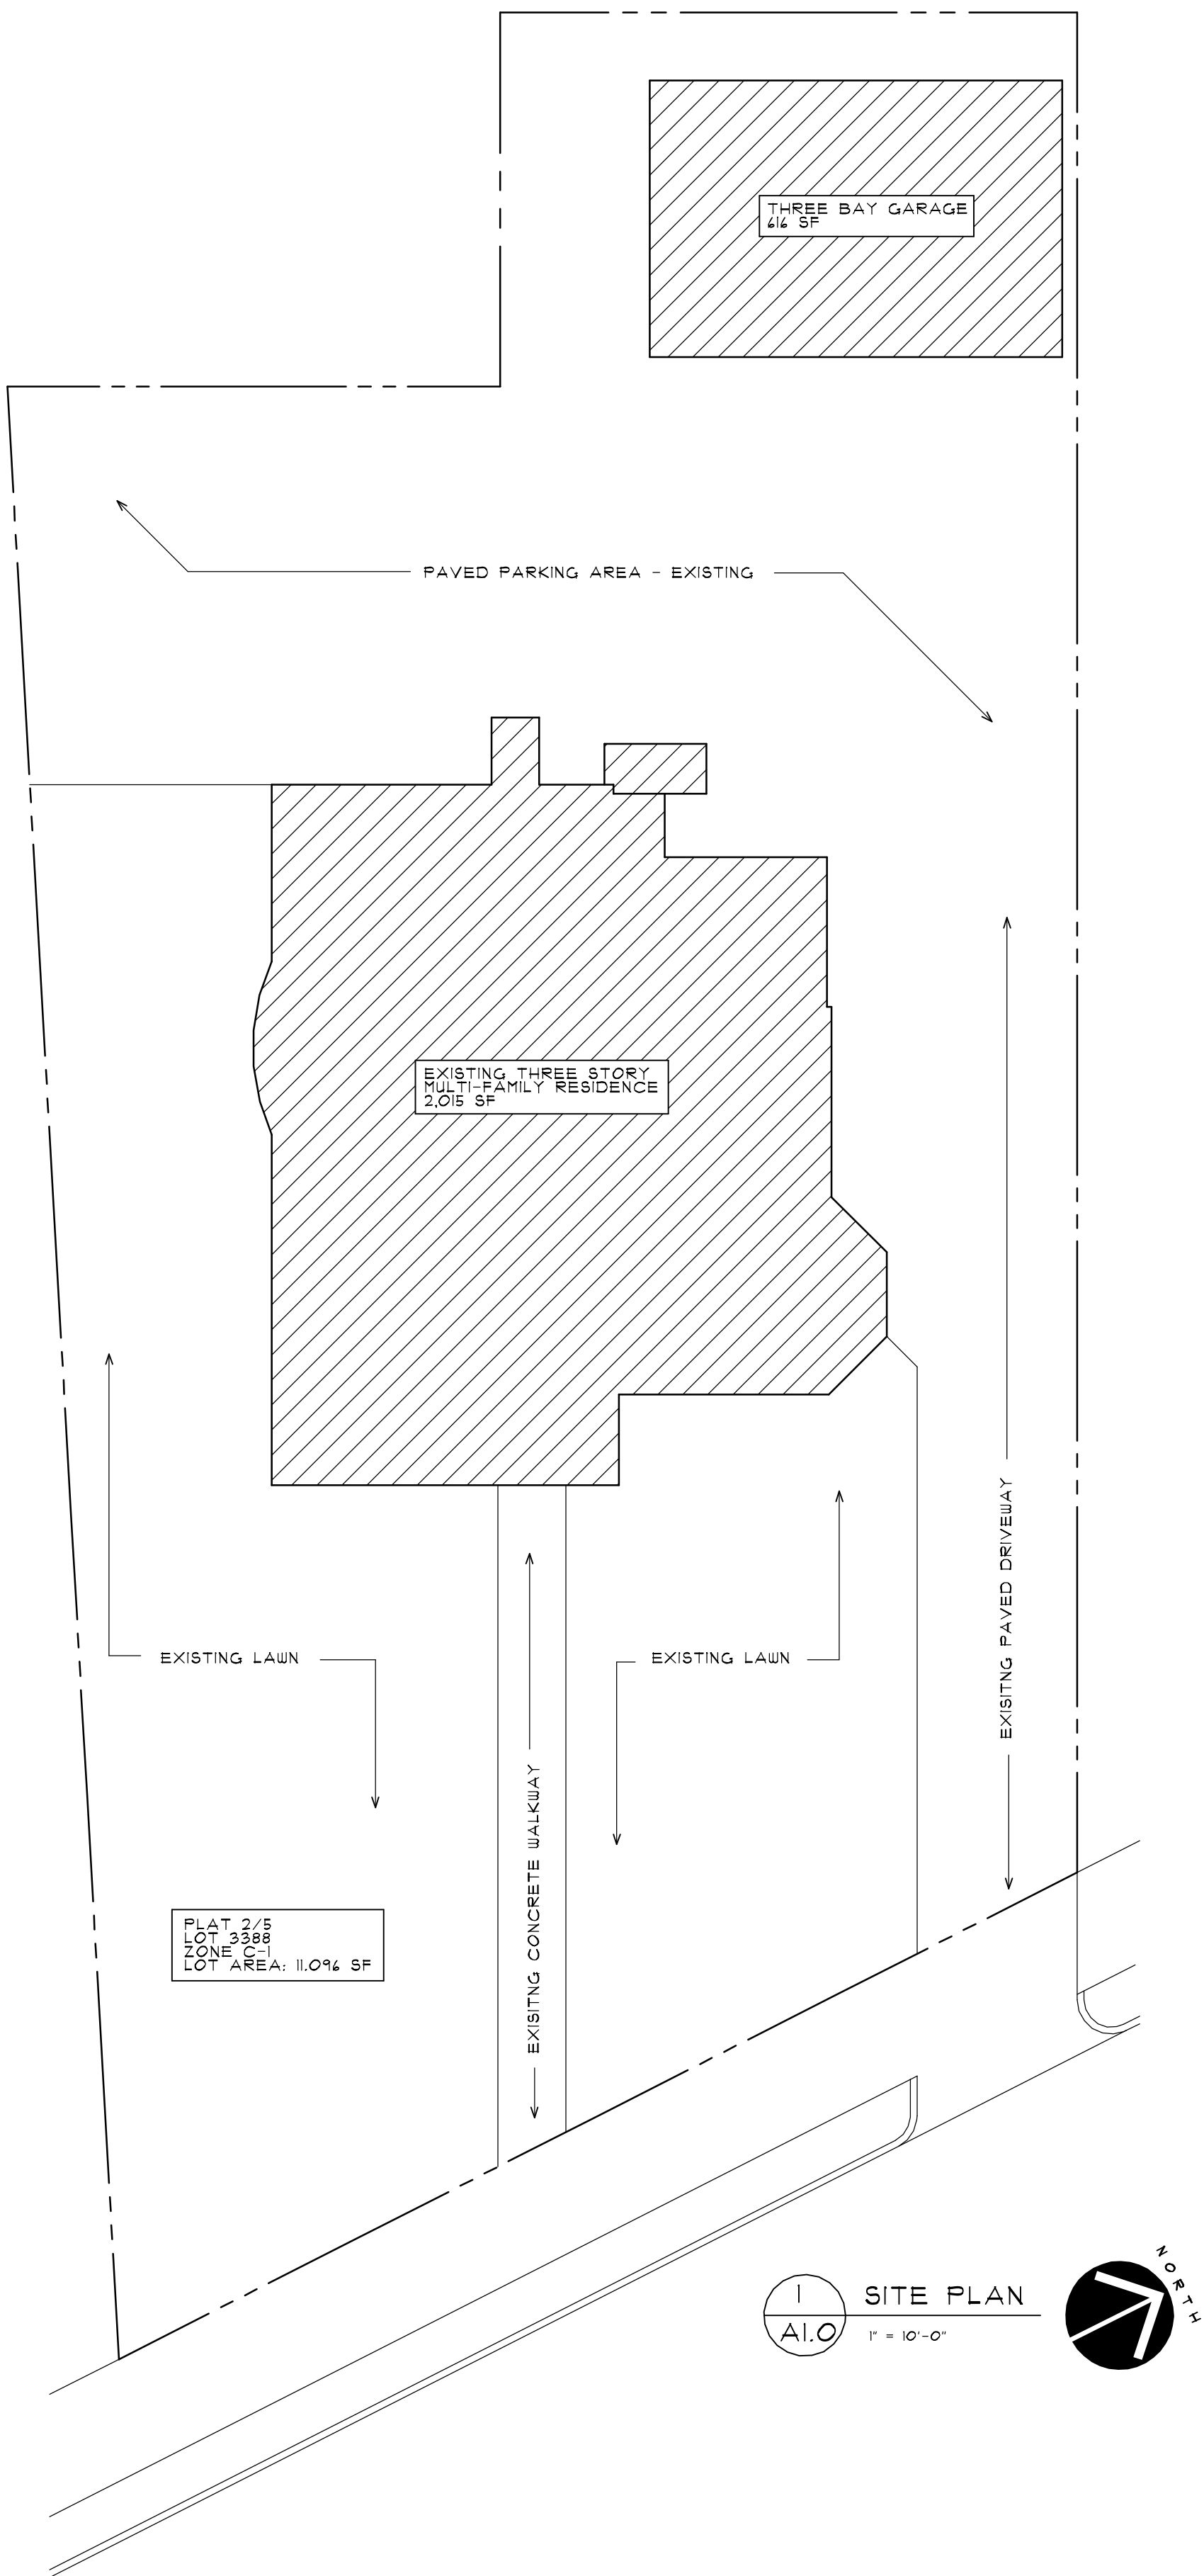 THREE BAY GARAGE
616 SF
PAVED PARKING AREA - EXISTING
EXISTING THREE STORY
MULTI-FAMILY RESIDENCE
2,015 SF
EXISITNG PAVED DRIVEWAY
EXISTING LAWN
EXISTING LAWN
EXISITNG CONCRETE WALKWAY
PLAT 2/5
LOT 3388
ZONE C-1
LOT AREA: 11,096 SF
1
A1.0
SITE PLAN
1" = 10'-0"
NORTH